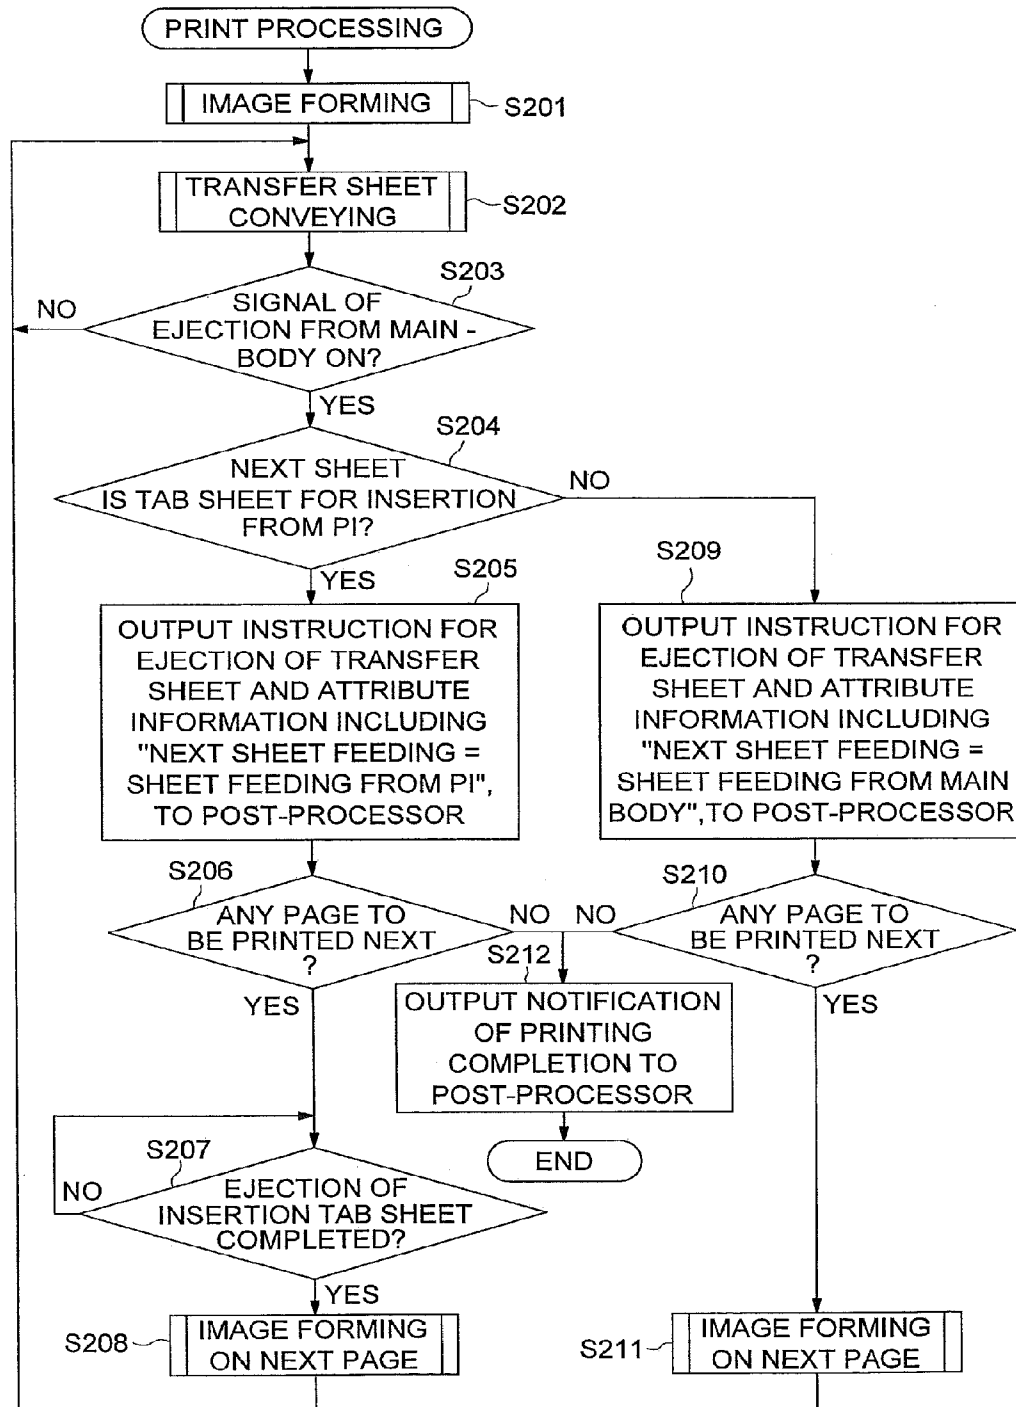 PRINT PROCESSING
IMAGE FORMING
S201
TRANSFER SHEET
CONVEYING
S202
S203
SIGNAL OF
EJECTION FROM MAIN -
BODY ON?
NO
YES
S204
NEXT SHEET
IS TAB SHEET FOR INSERTION
FROM PI?
NO
YES
S205
OUTPUT INSTRUCTION FOR
EJECTION OF TRANSFER
SHEET AND ATTRIBUTE
INFORMATION INCLUDING
"NEXT SHEET FEEDING =
SHEET FEEDING FROM PI",
TO POST-PROCESSOR
S209
OUTPUT INSTRUCTION FOR
EJECTION OF TRANSFER
SHEET AND ATTRIBUTE
INFORMATION INCLUDING
"NEXT SHEET FEEDING =
SHEET FEEDING FROM MAIN
BODY",TO POST-PROCESSOR
S206
ANY PAGE TO
BE PRINTED NEXT
?
NO
YES
S210
ANY PAGE TO
BE PRINTED NEXT
?
NO
YES
S212
OUTPUT NOTIFICATION
OF PRINTING
COMPLETION TO
POST-PROCESSOR
END
S207
EJECTION OF
INSERTION TAB SHEET
COMPLETED?
NO
YES
S208
IMAGE FORMING
ON NEXT PAGE
S211
IMAGE FORMING
ON NEXT PAGE